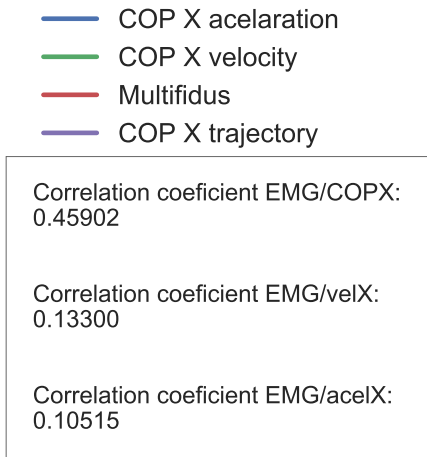 COP X acelaration
COP X velocity
Multifidus
COP X trajectory
Correlation coeficient EMG/COPX:
0.45902
Correlation coeficient EMG/velX:
0.13300
Correlation coeficient EMG/acelX:
0.10515